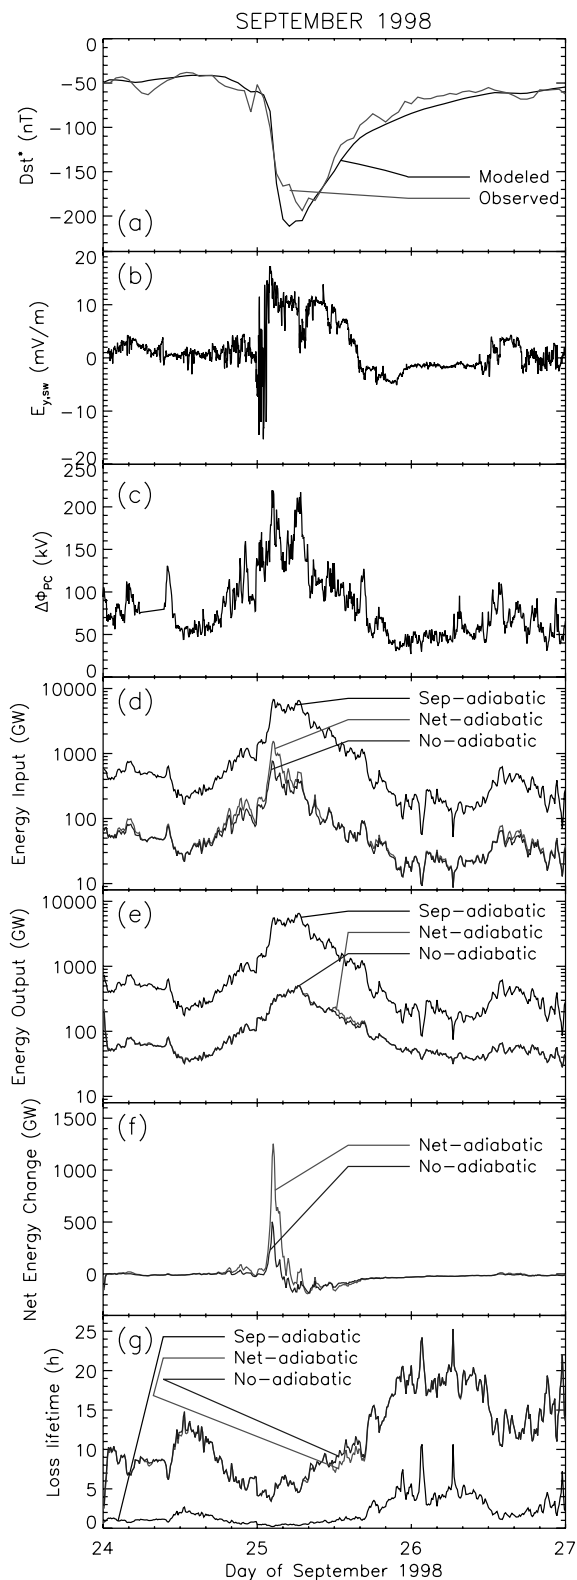 SEPTEMBER 1998
0
−50
−100
−150
−200
Dst* (nT)
Modeled
Observed
(a)
20
10
0
−10
−20
E_y,sw (mV/m)
(b)
250
200
150
100
50
0
ΔΦ_PC (kV)
(c)
10000
1000
100
10
Energy Input (GW)
(d)
Sep−adiabatic
Net−adiabatic
No−adiabatic
10000
1000
100
10
Energy Output (GW)
(e)
Sep−adiabatic
Net−adiabatic
No−adiabatic
1500
1000
500
0
Net Energy Change (GW)
(f)
Net−adiabatic
No−adiabatic
25
20
15
10
5
0
Loss lifetime (h)
(g)
Sep−adiabatic
Net−adiabatic
No−adiabatic
24 25 26 27
Day of September 1998